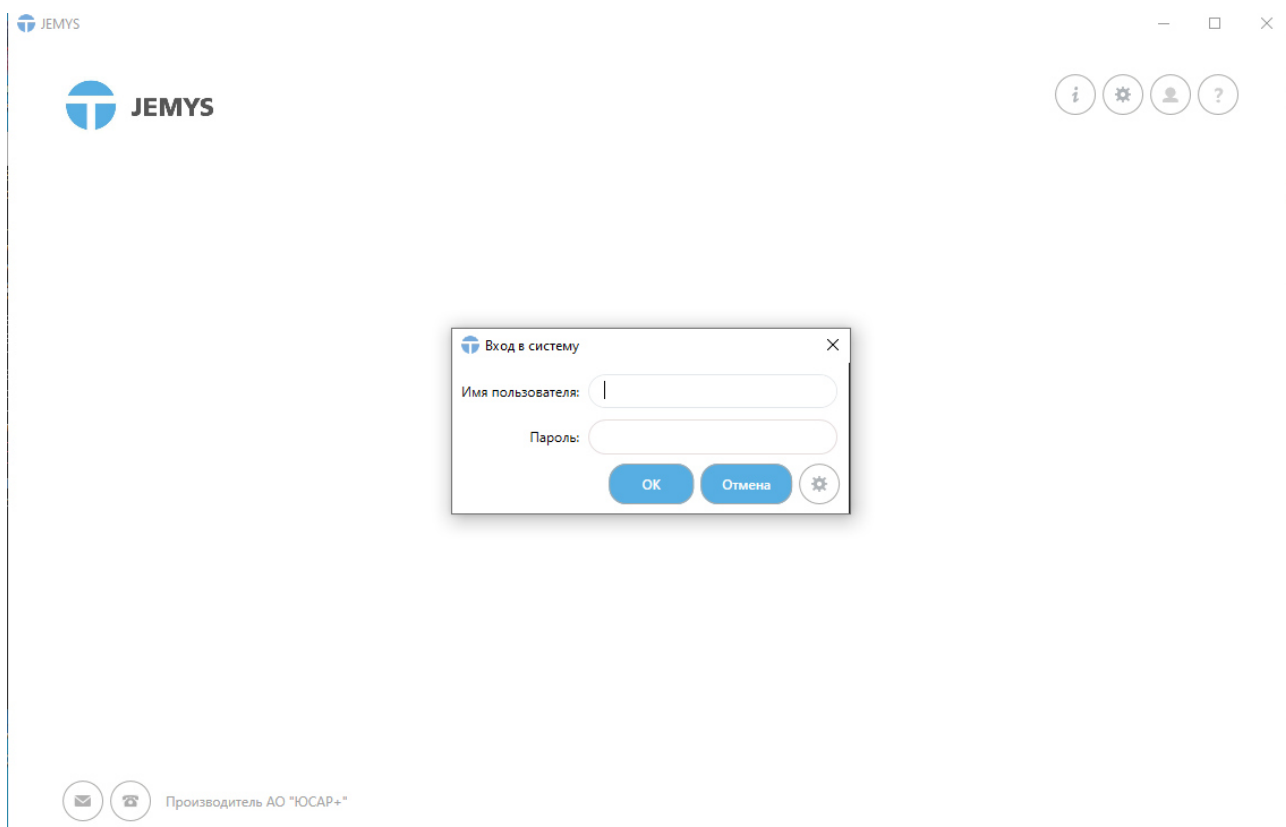 JEMYS
JEMYS
Вход в систему
Имя пользователя:
Пароль:
ОК
Отмена
Производитель АО "ЮСАР+"